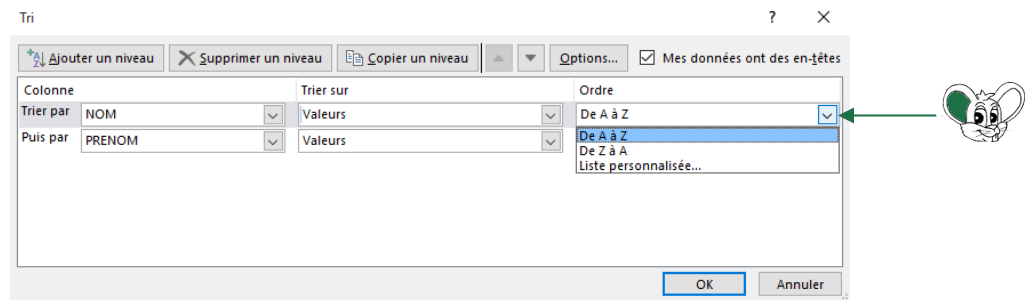 Tri ? ×
Ajouter un niveau Supprimer un niveau Copier un niveau Options... Mes données ont des en-têtes
Colonne Trier sur Ordre
Trier par NOM Valeurs De A à Z
Puis par PRENOM Valeurs De A à Z
De Z à A
Liste personnalisée...
OK Annuler